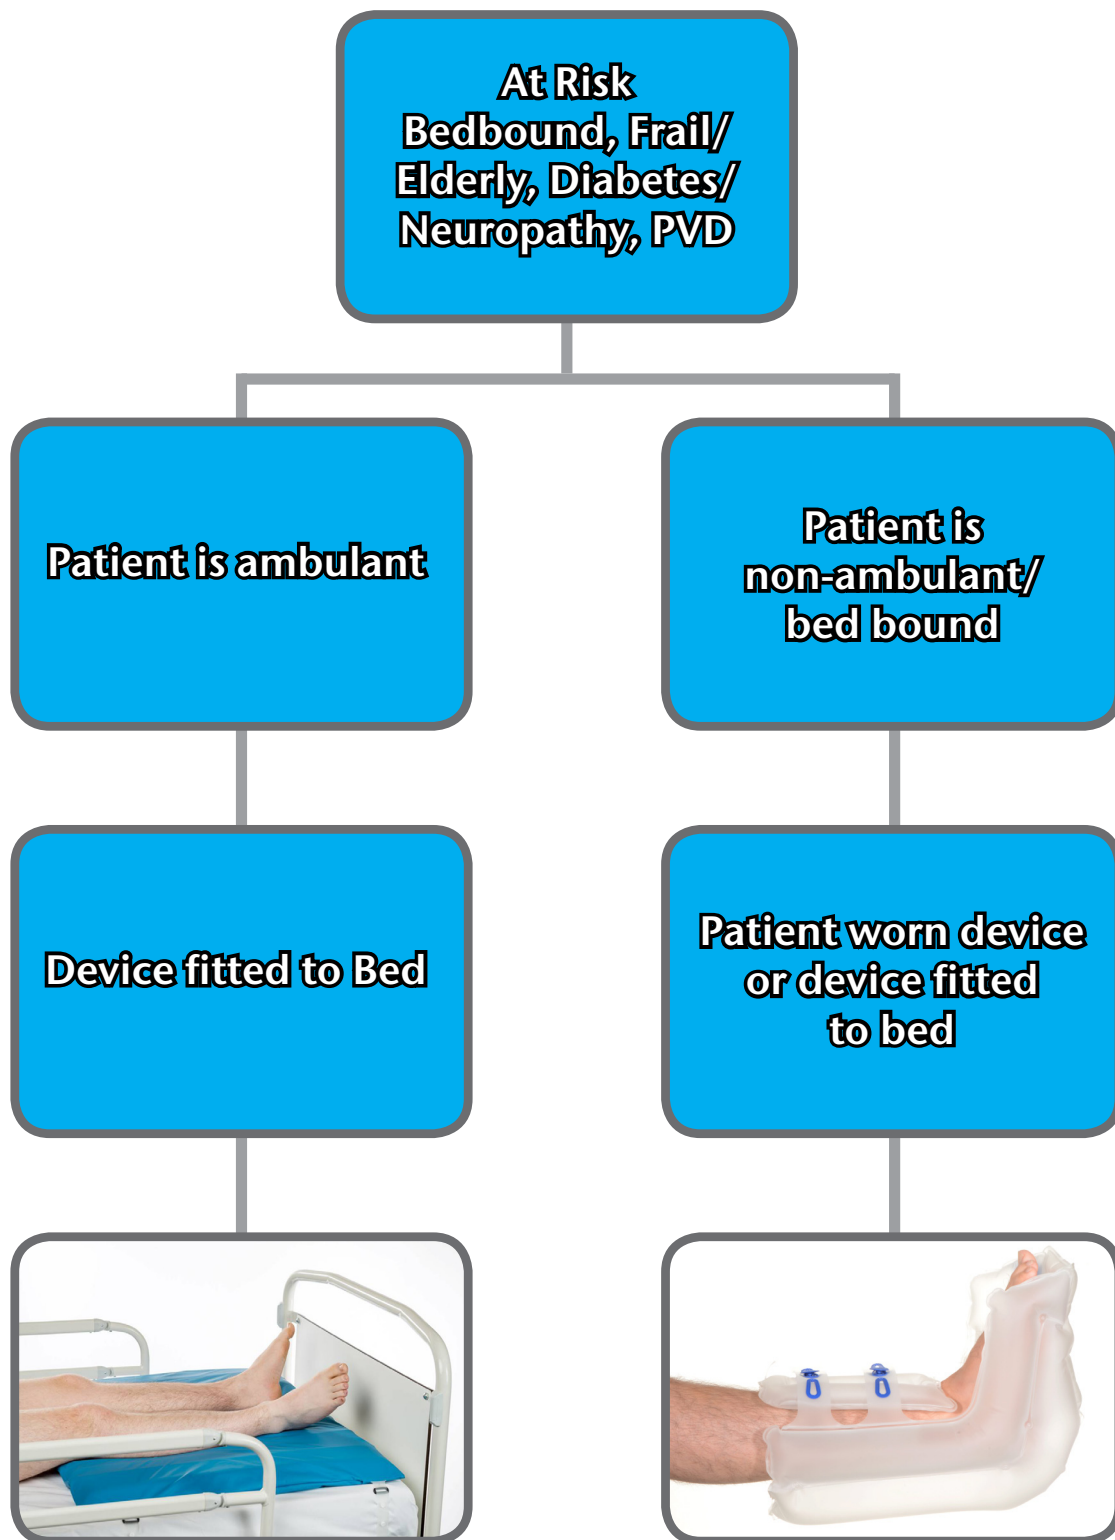 At Risk
Bedbound, Frail/
Elderly, Diabetes/
Neuropathy, PVD
Patient is ambulant
Patient is
non-ambulant/
bed bound
Device fitted to Bed
Patient worn device
or device fitted
to bed